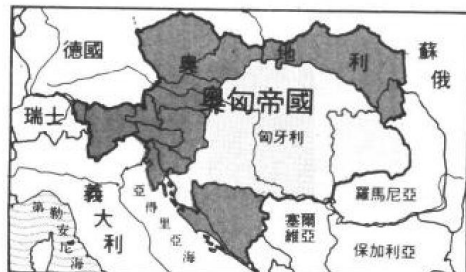 德國
奧地利
蘇俄
奧匈帝國
瑞士
匈牙利
義大利
亞得里亞海
第勒安尼海
羅馬尼亞
塞爾維亞
保加利亞